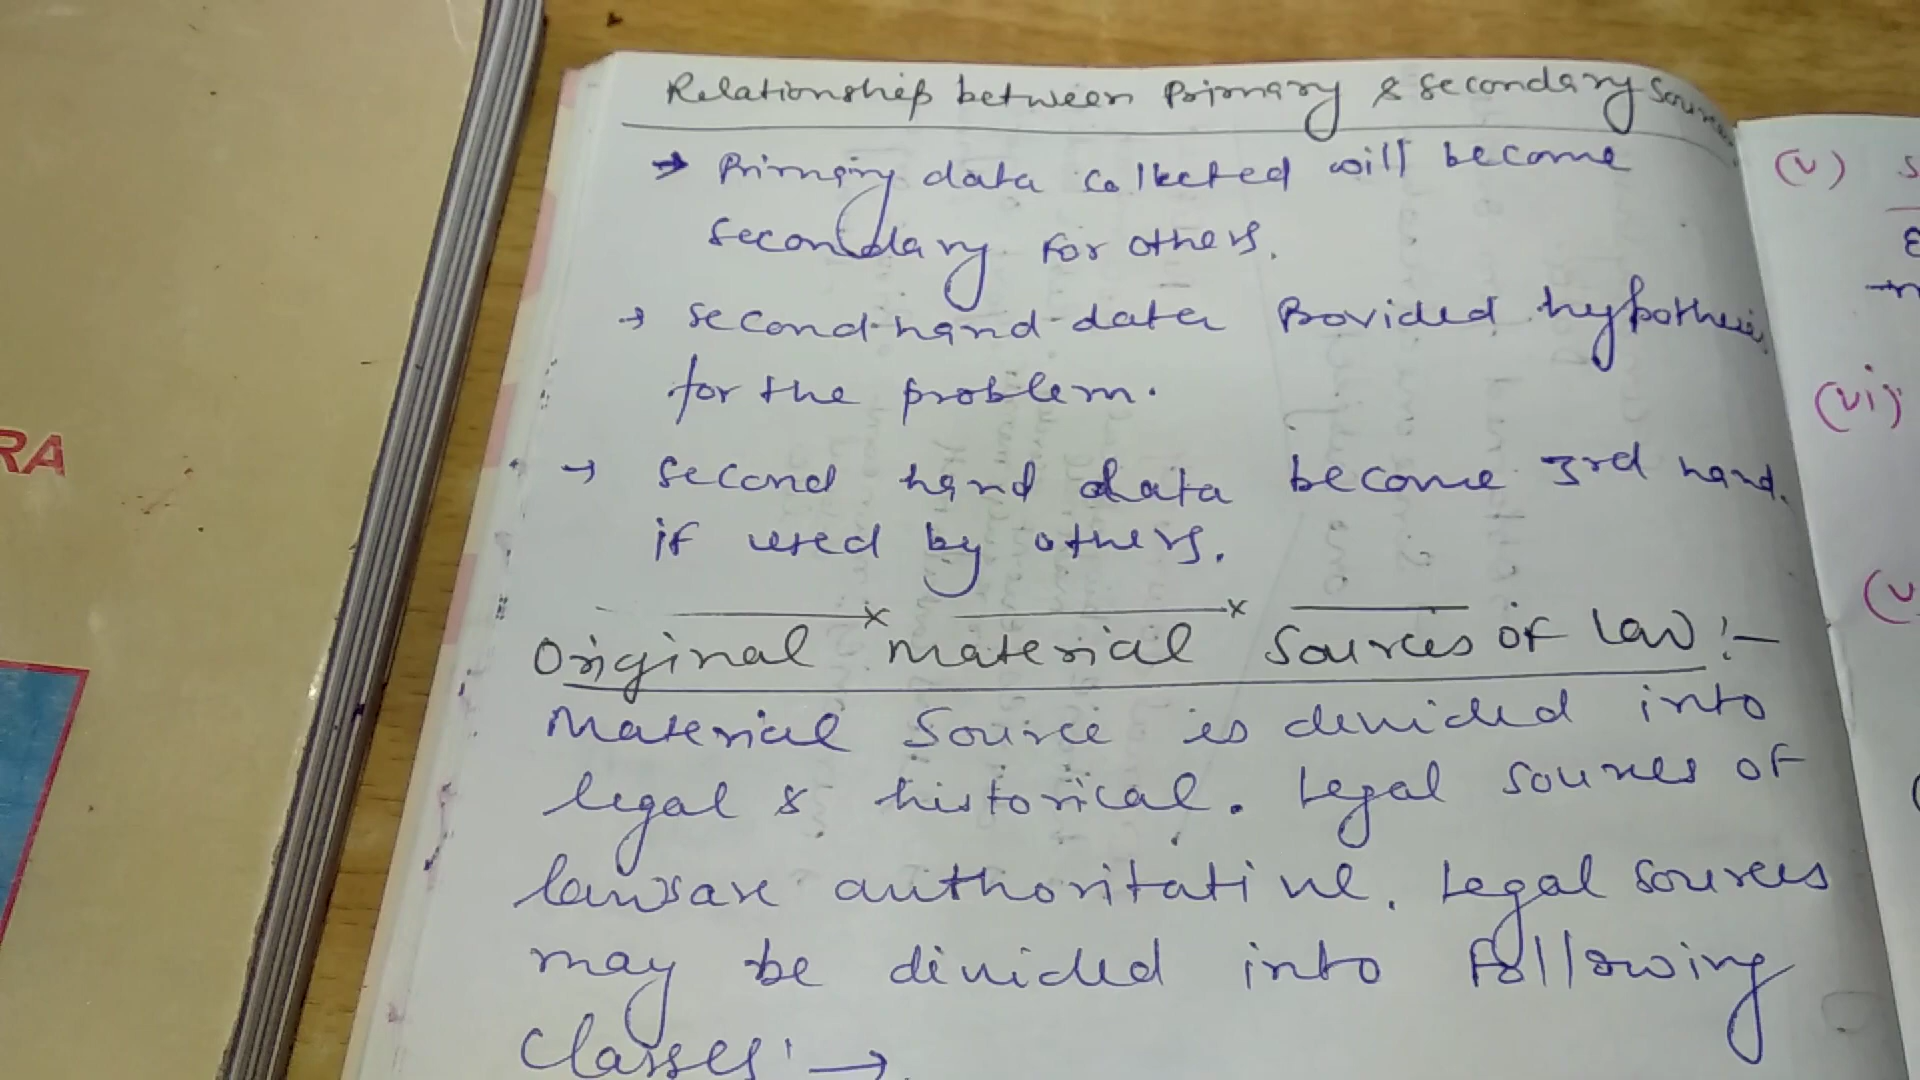 Relationship between Primary & secondary
→ Primary data collected will become
secondary for others.
→ second-hand-data Provided hypothesis
for the problem.
→ second hand data become 3rd hand.
if used by others.
Original material sources of law :-
Material Source is devided into
legal & historical. Legal sources of
laws are authoritative. Legal sources
may be divided into following
Classes :→
RA
(v)
(vi)